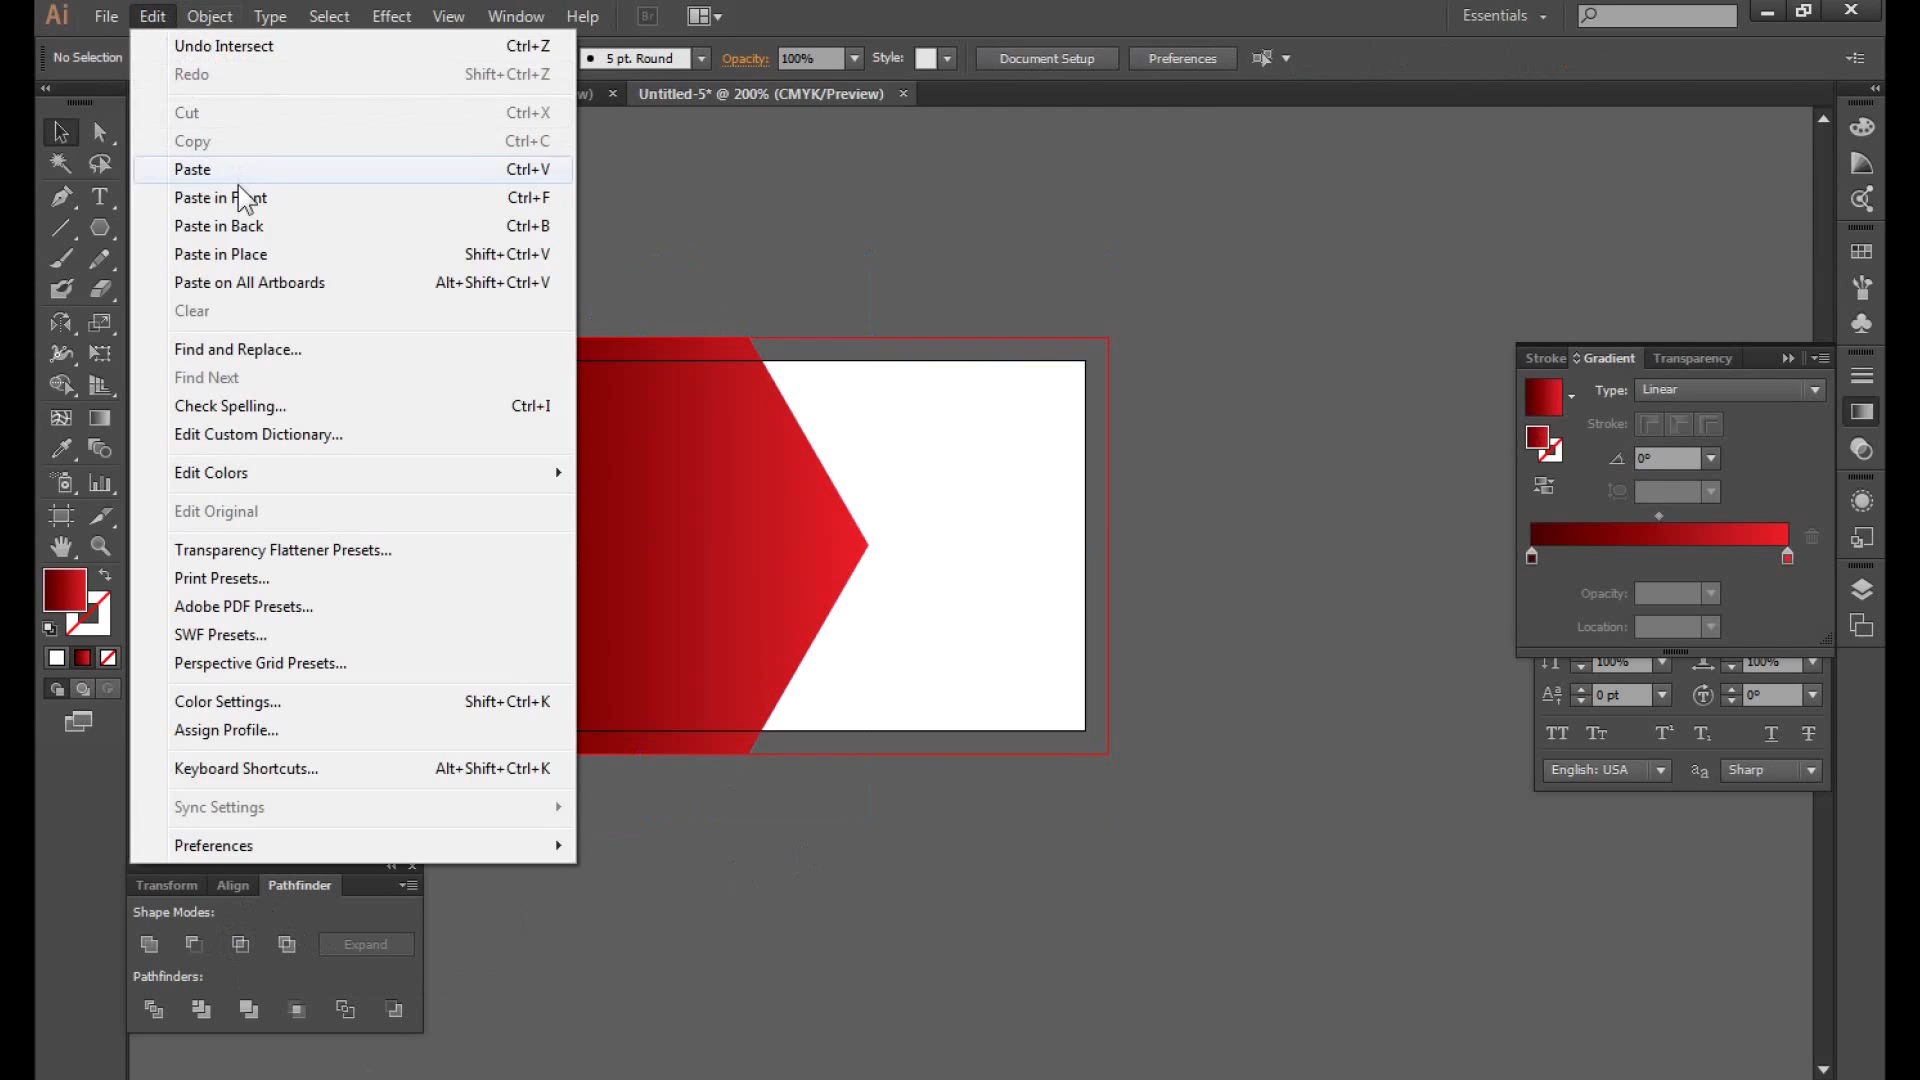 Ai File Edit Object Type Select Effect View Window Help Br Essentials
No Selection 5 pt. Round Opacity: 100% Style: Document Setup Preferences
Untitled-5* @ 200% (CMYK/Preview)
Undo Intersect Ctrl+Z
Redo Shift+Ctrl+Z
Cut Ctrl+X
Copy Ctrl+C
Paste Ctrl+V
Paste in Ctrl+F
Paste in Back Ctrl+B
Paste in Place Shift+Ctrl+V
Paste on All Artboards Alt+Shift+Ctrl+V
Clear
Find and Replace...
Find Next
Check Spelling... Ctrl+I
Edit Custom Dictionary...
Edit Colors
Edit Original
Transparency Flattener Presets...
Print Presets...
Adobe PDF Presets...
SWF Presets...
Perspective Grid Presets...
Color Settings... Shift+Ctrl+K
Assign Profile...
Keyboard Shortcuts... Alt+Shift+Ctrl+K
Sync Settings
Preferences
Stroke Gradient Transparency
Type: Linear
Stroke:
0°
Opacity:
Location:
100% 100%
0 pt 0°
English: USA Sharp
Transform Align Pathfinder
Shape Modes:
Expand
Pathfinders: